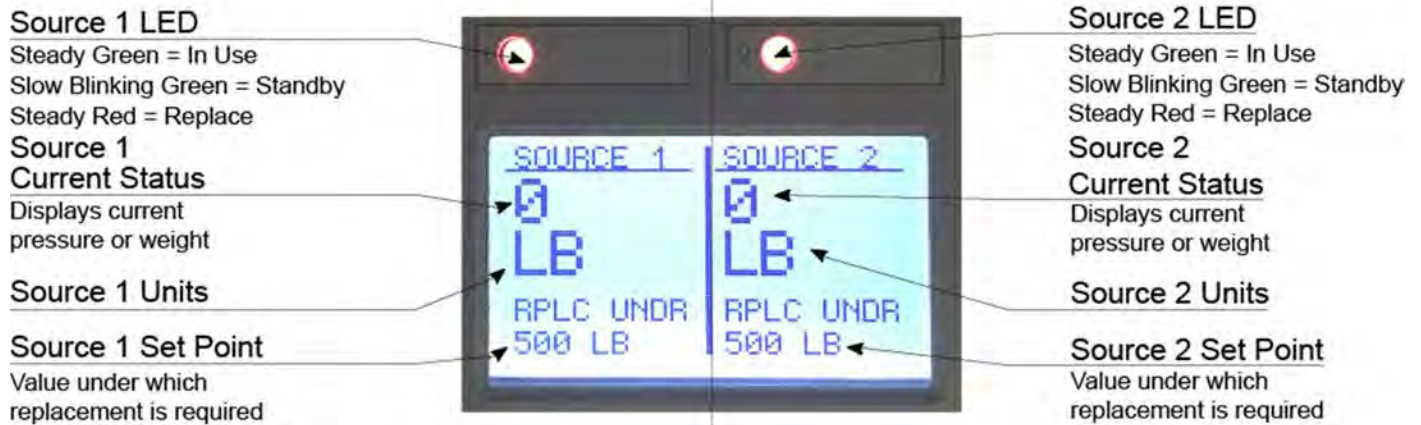 Source 1 LED
Steady Green = In Use
Slow Blinking Green = Standby
Steady Red = Replace
Source 1
Current Status
Displays current
pressure or weight
Source 1 Units
Source 1 Set Point
Value under which
replacement is required
SOURCE 1
0
LB
RPLC UNDR
500 LB
SOURCE 2
0
LB
RPLC UNDR
500 LB
Source 2 LED
Steady Green = In Use
Slow Blinking Green = Standby
Steady Red = Replace
Source 2
Current Status
Displays current
pressure or weight
Source 2 Units
Source 2 Set Point
Value under which
replacement is required